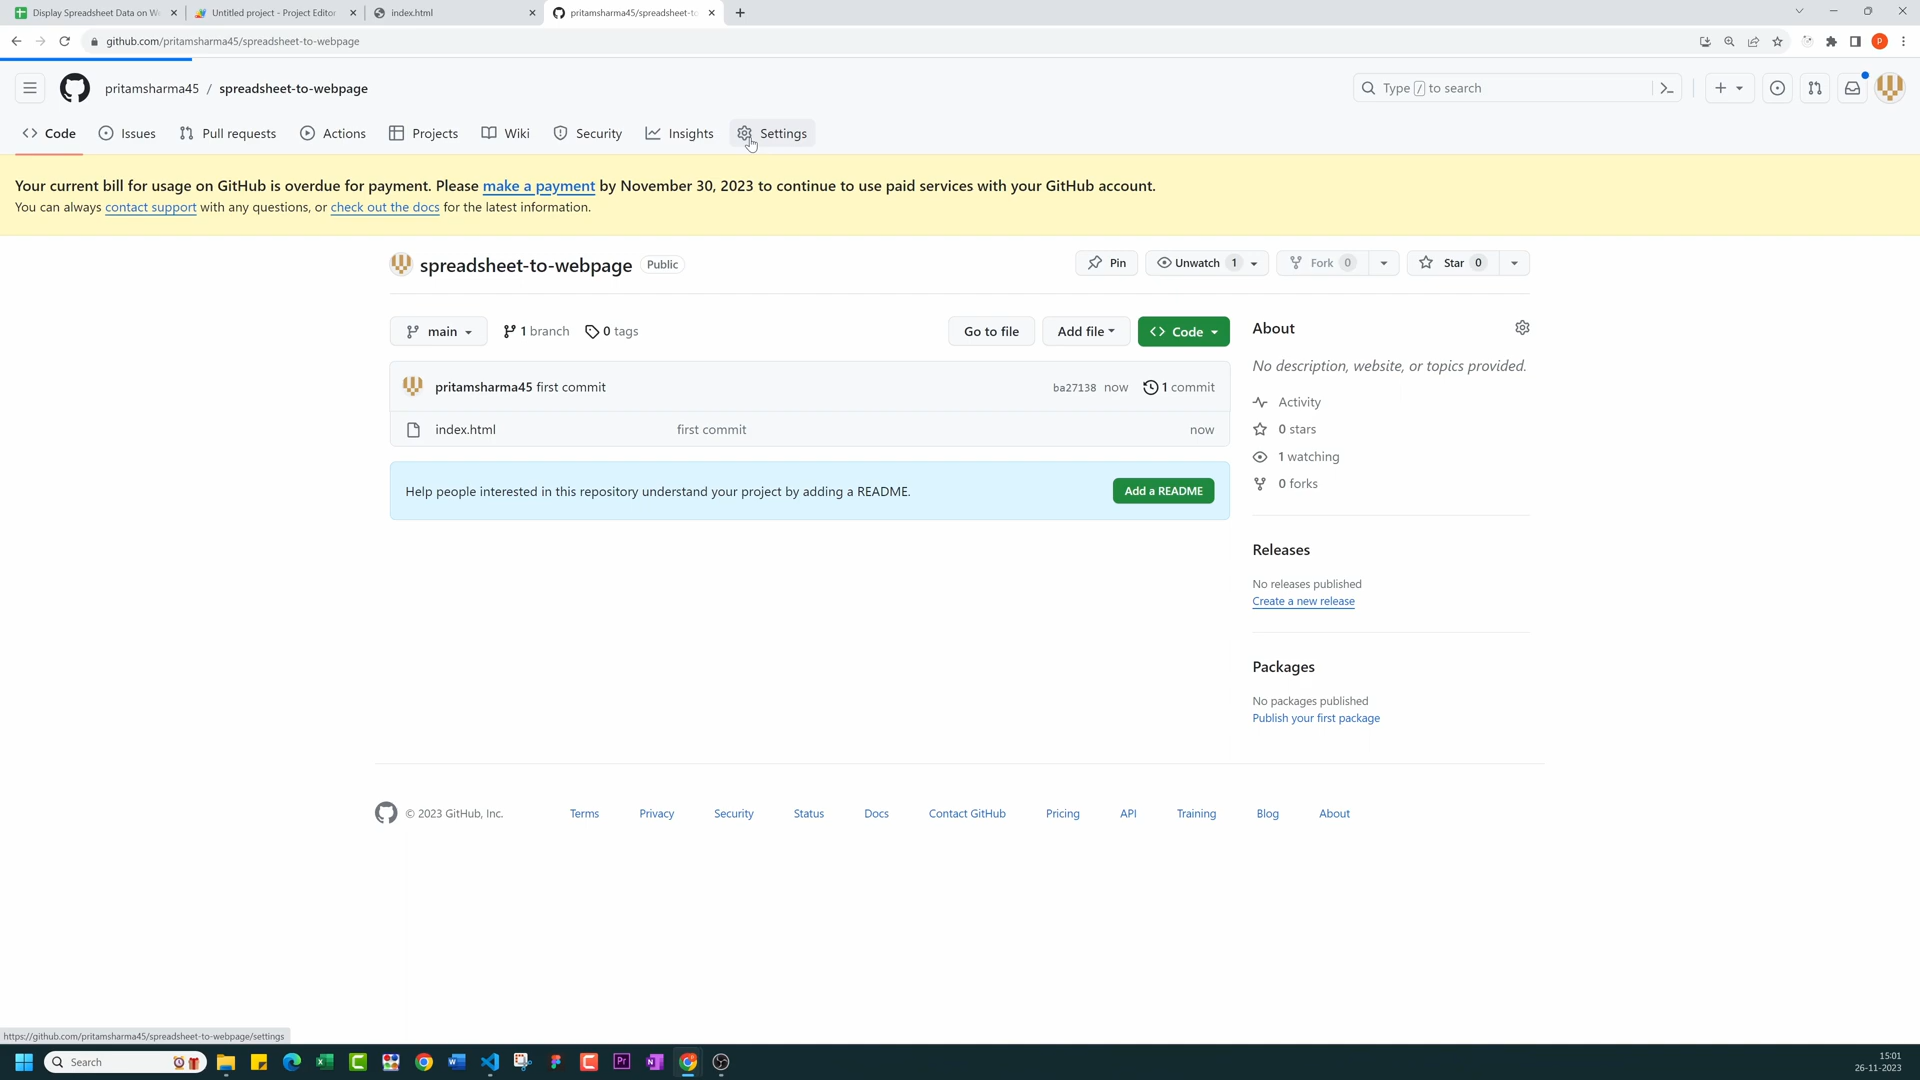 Display Spreadsheet Data on W
Untitled project - Project Editor
index.html
pritamsharma45/spreadsheet-to
github.com/pritamsharma45/spreadsheet-to-webpage
P
pritamsharma45 / spreadsheet-to-webpage
Type / to search
Code Issues Pull requests Actions Projects Wiki Security Insights Settings
Your current bill for usage on GitHub is overdue for payment. Please make a payment by November 30, 2023 to continue to use paid services with your GitHub account.
You can always contact support with any questions, or check out the docs for the latest information.
spreadsheet-to-webpage Public
Pin Unwatch 1 Fork 0 Star 0
main 1 branch 0 tags Go to file Add file Code
pritamsharma45 first commit ba27138 now 1 commit
index.html first commit now
Help people interested in this repository understand your project by adding a README. Add a README
About
No description, website, or topics provided.
Activity
0 stars
1 watching
0 forks
Releases
No releases published
Create a new release
Packages
No packages published
Publish your first package
© 2023 GitHub, Inc. Terms Privacy Security Status Docs Contact GitHub Pricing API Training Blog About
https://github.com/pritamsharma45/spreadsheet-to-webpage/settings
Search
Pr
N
15:01
26-11-2023